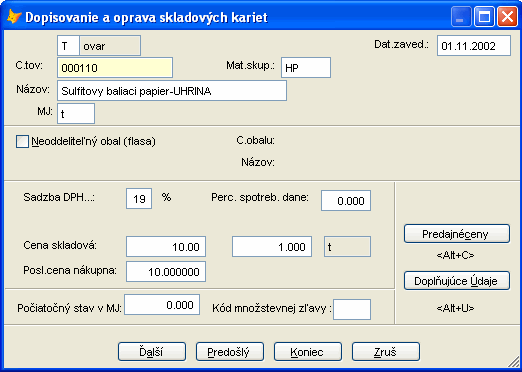 Dopisovanie a oprava skladových kariet
T ovar Dat.zaved.: 01.11.2002
C.tov: 000110 Mat.skup.: HP
Názov: Sulfitovy baliaci papier-UHRINA
MJ: t
Neoddeliteľný obal (flasa) C.obalu:
Názov:
Sadzba DPH...: 19 % Perc. spotreb. dane: 0.000
Predajnéceny
Cena skladová: 10.00 1.000 t
<Alt+C>
Posl.cena nákupna: 10.000000
Doplňujúce Údaje
Počiatočný stav v MJ: 0.000 Kód množstevnej zľavy :
<Alt+U>
Ďalší Predošlý Koniec Zruš